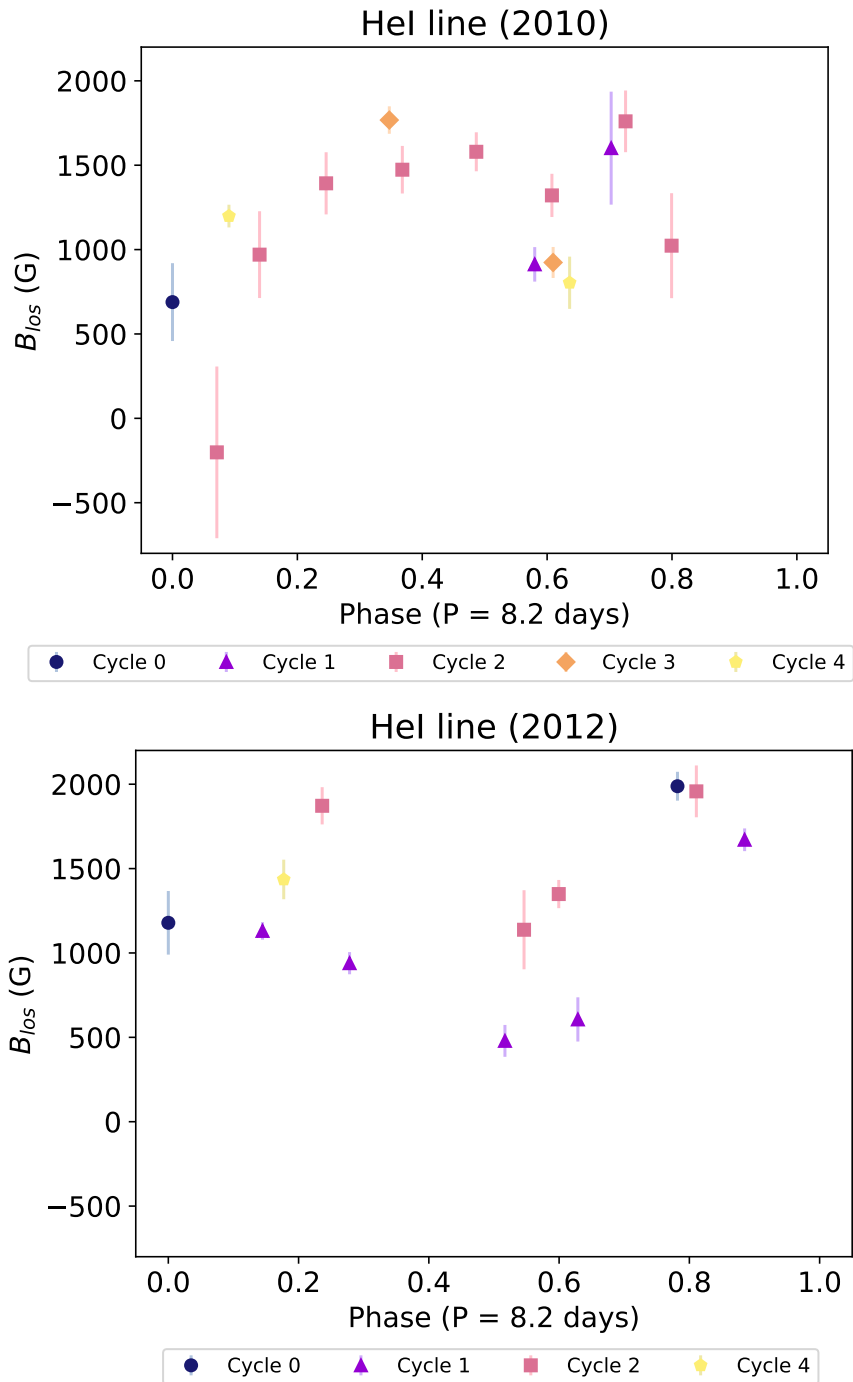 HeI line (2010)
2000
1500
1000
500
0
−500
B_los (G)
0.0 0.2 0.4 0.6 0.8 1.0
Phase (P = 8.2 days)
Cycle 0 Cycle 1 Cycle 2 Cycle 3 Cycle 4
HeI line (2012)
2000
1500
1000
500
0
−500
B_los (G)
0.0 0.2 0.4 0.6 0.8 1.0
Phase (P = 8.2 days)
Cycle 0 Cycle 1 Cycle 2 Cycle 4